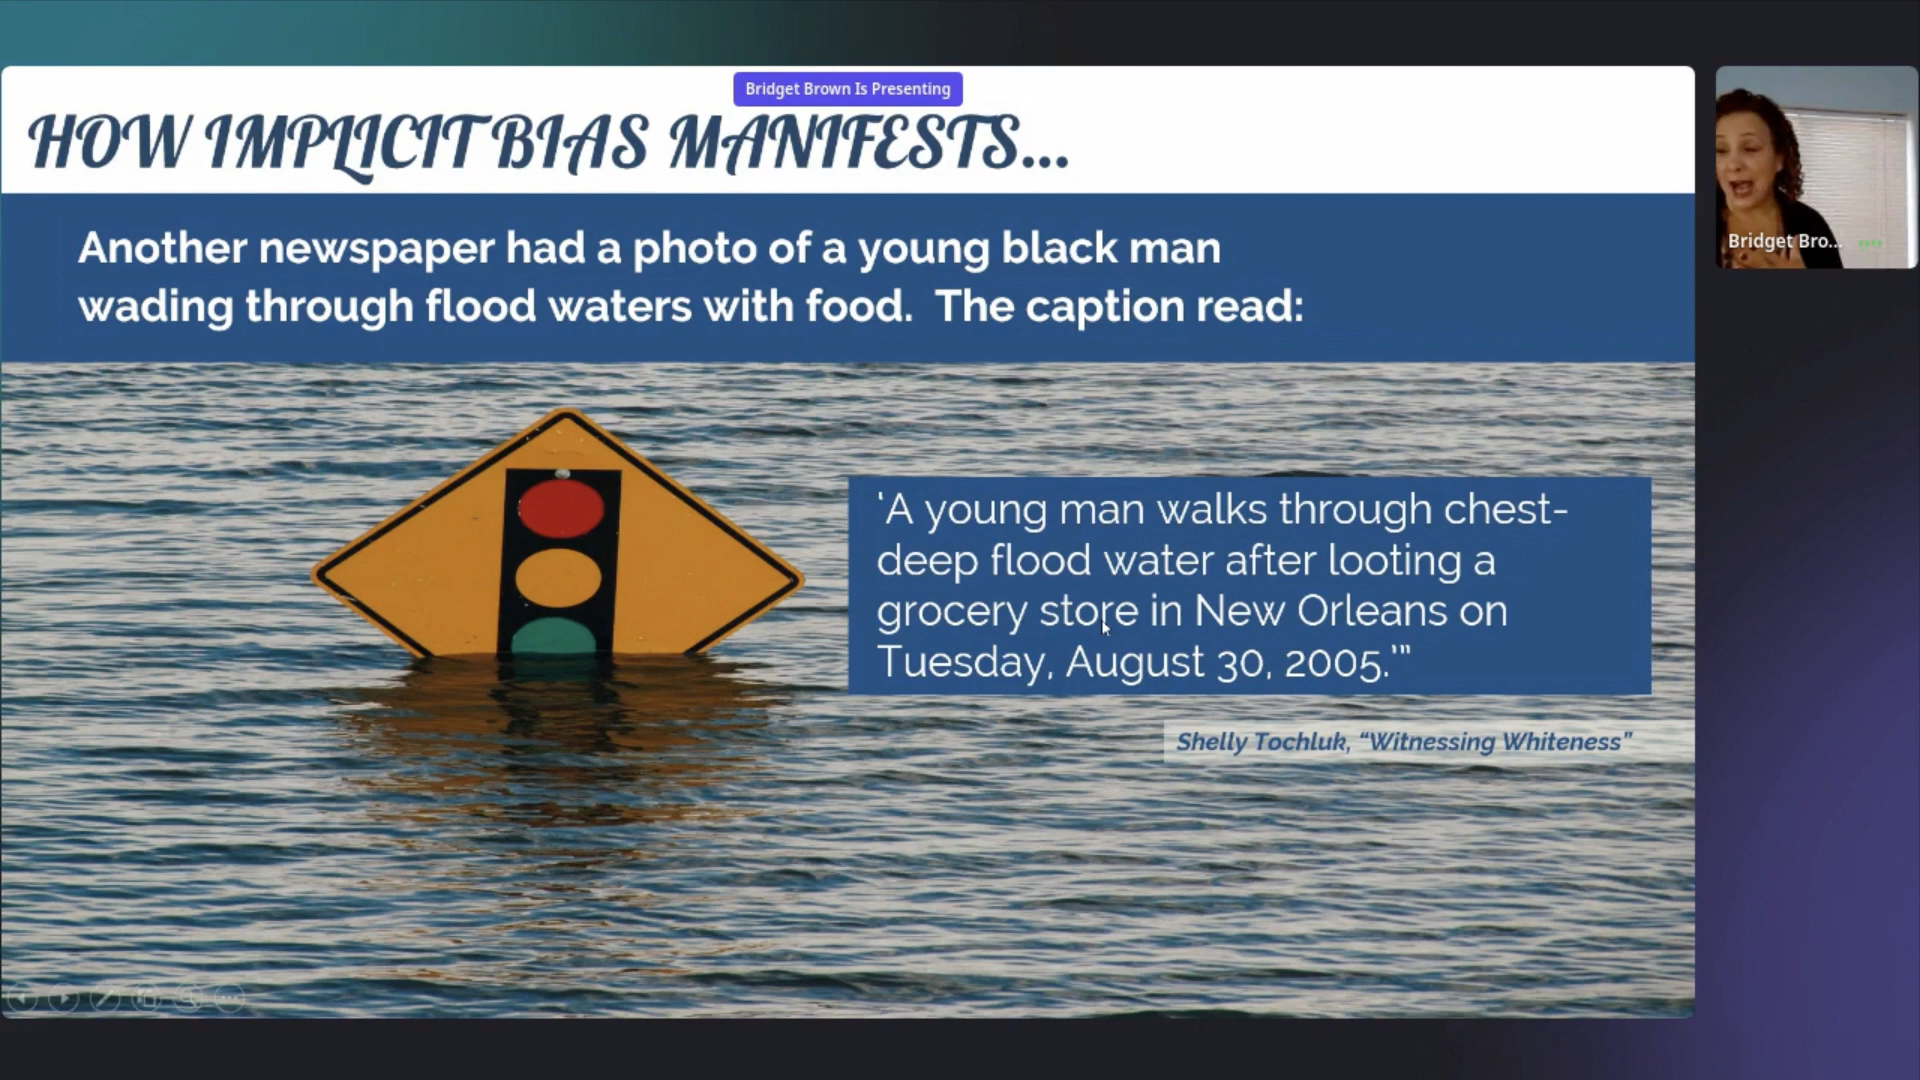 Bridget Brown Is Presenting
HOW IMPLICIT BIAS MANIFESTS...
Another newspaper had a photo of a young black man
wading through flood waters with food.  The caption read:
‘A young man walks through chest-
deep flood water after looting a
grocery store in New Orleans on
Tuesday, August 30, 2005.’”
Shelly Tochluk, “Witnessing Whiteness”
Bridget Bro...